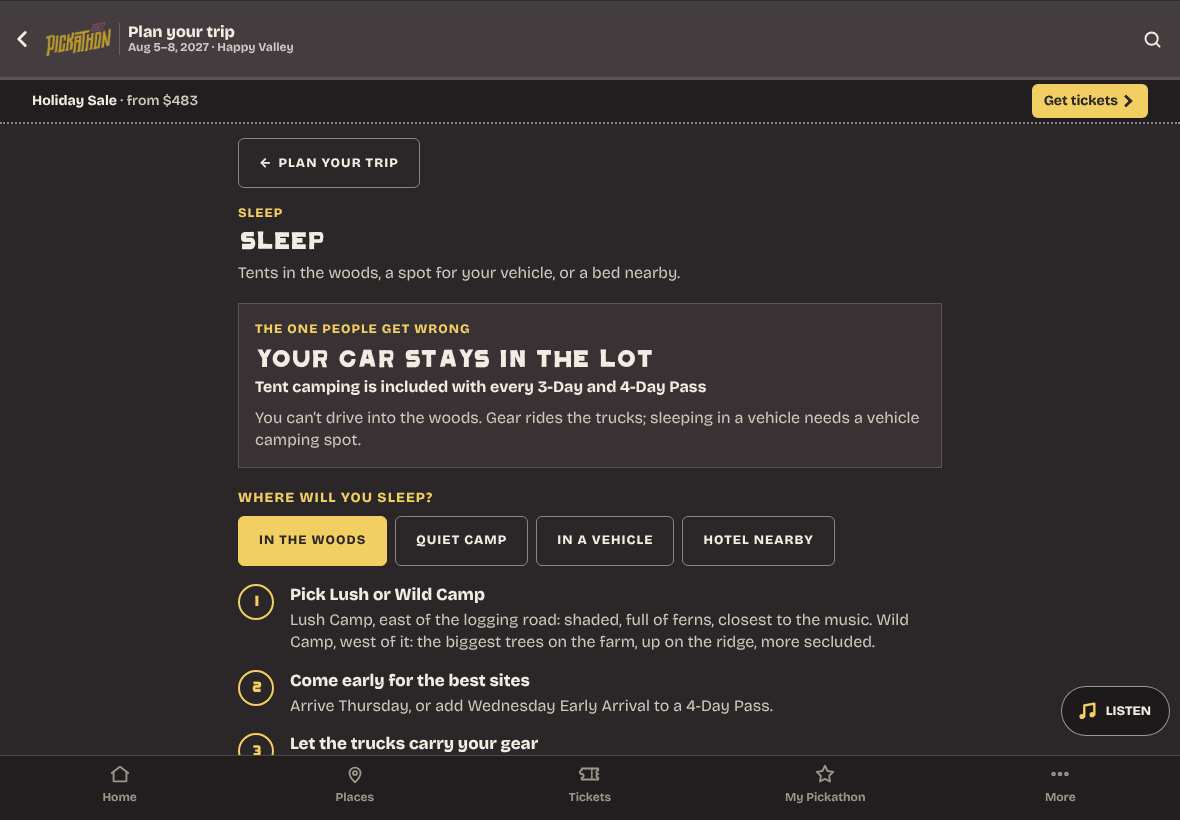 PICKATHON
Plan your trip
Aug 5–8, 2027 · Happy Valley
Holiday Sale · from $483
Get tickets
← PLAN YOUR TRIP
SLEEP
SLEEP
Tents in the woods, a spot for your vehicle, or a bed nearby.
THE ONE PEOPLE GET WRONG
YOUR CAR STAYS IN THE LOT
Tent camping is included with every 3-Day and 4-Day Pass
You can't drive into the woods. Gear rides the trucks; sleeping in a vehicle needs a vehicle
camping spot.
WHERE WILL YOU SLEEP?
IN THE WOODS QUIET CAMP IN A VEHICLE HOTEL NEARBY
1 Pick Lush or Wild Camp
Lush Camp, east of the logging road: shaded, full of ferns, closest to the music. Wild
Camp, west of it: the biggest trees on the farm, up on the ridge, more secluded.
2 Come early for the best sites
Arrive Thursday, or add Wednesday Early Arrival to a 4-Day Pass.
3 Let the trucks carry your gear
LISTEN
Home Places Tickets My Pickathon More